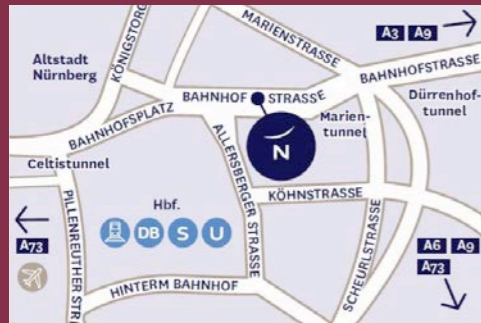 MARIENSTRASSE
A3 A9
KÖNIGSTORG
Altstadt
Nürnberg
BAHNHOFSTRASSE
BAHNHOF STRASSE
Dürrenhof-
tunnel
Marien-
tunnel
BAHNHOFSPLATZ
N
Celtistunnel
ALLERSBERGER STRASSE
KÖHNSTRASSE
PILLENREUTHER STR
Hbf.
DB S U
A73
SCHEURLSTRASSE
A6 A9
A73
HINTERM BAHNHOF